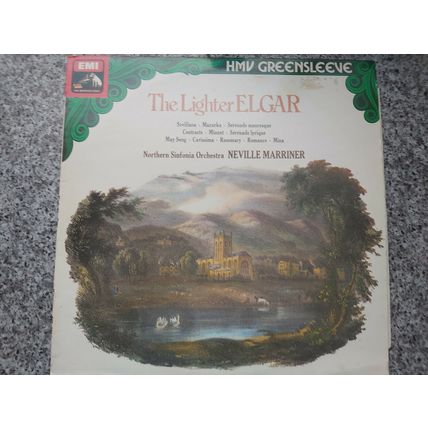 EMI
HMV GREENSLEEVE
The Lighter ELGAR
Sevillana - Mazurka - Sérénade mauresque
Contrasts - Minuet - Sérénade lyrique
May Song - Carissima - Rosemary - Romance - Mina
Northern Sinfonia Orchestra NEVILLE MARRINER